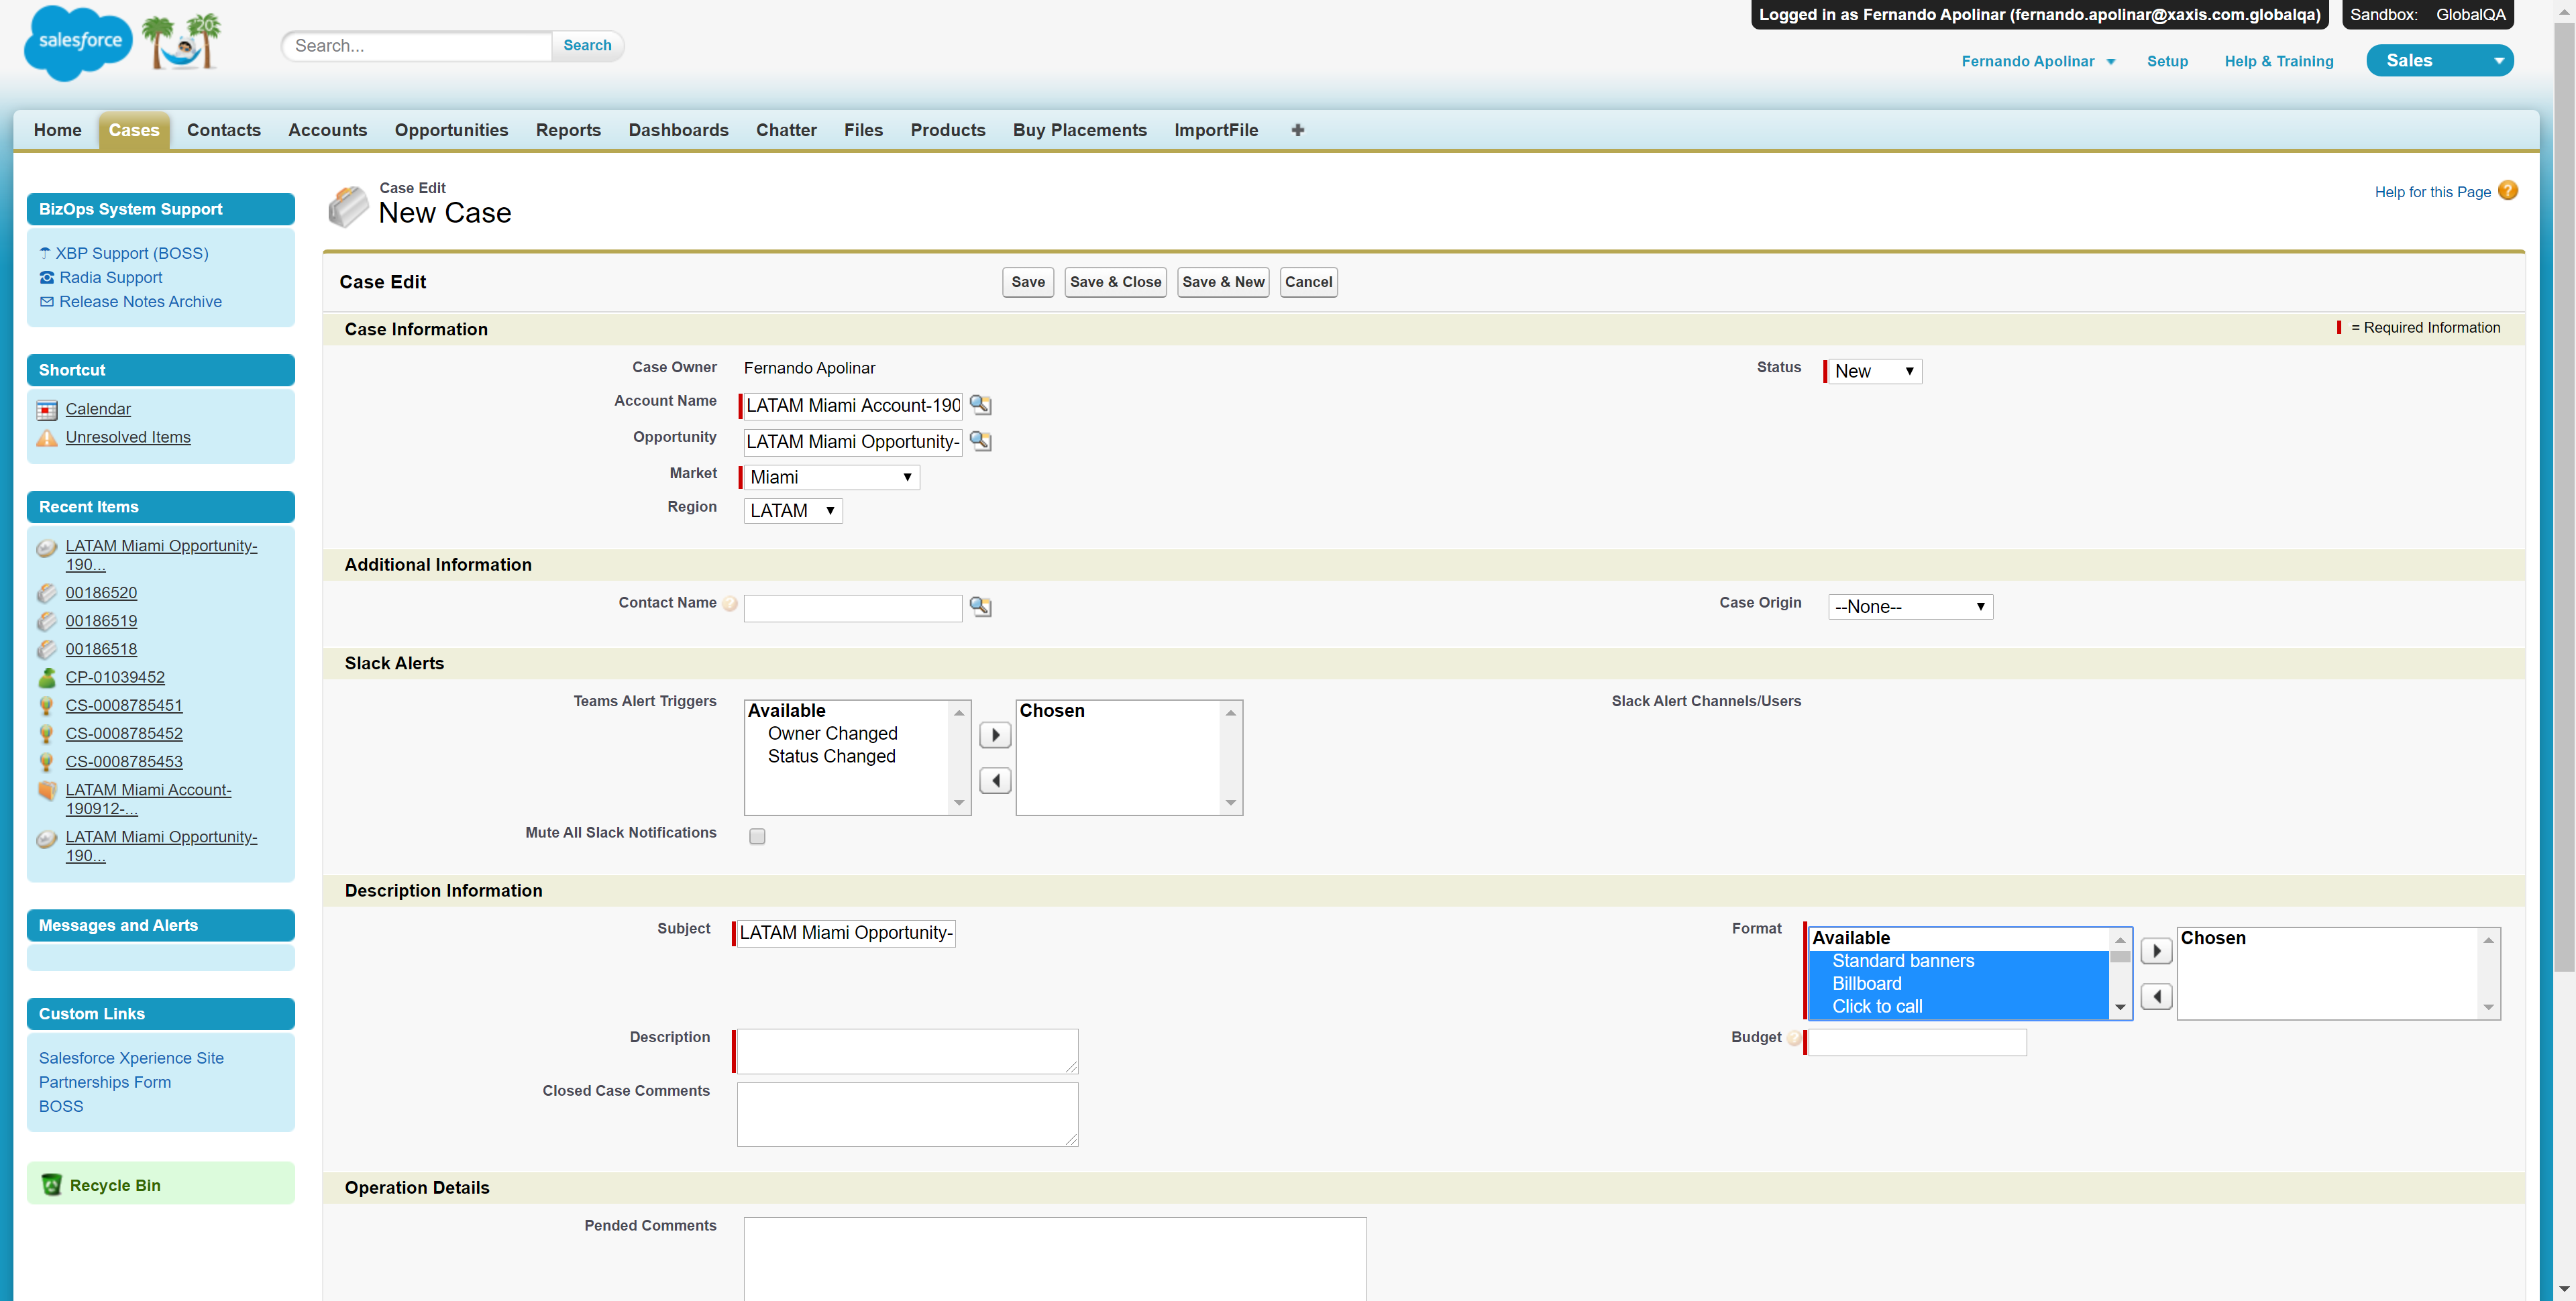 Logged in as Fernando Apolinar (fernando.apolinar@xaxis.com.globalqa)
Sandbox: GlobalQA
salesforce
20
Search...
Search
Fernando Apolinar
Setup
Help & Training
Sales
Home
Cases
Contacts
Accounts
Opportunities
Reports
Dashboards
Chatter
Files
Products
Buy Placements
ImportFile
BizOps System Support
XBP Support (BOSS)
Radia Support
Release Notes Archive
Shortcut
Calendar
Unresolved Items
Recent Items
LATAM Miami Opportunity-
190...
00186520
00186519
00186518
CP-01039452
CS-0008785451
CS-0008785452
CS-0008785453
LATAM Miami Account-
190912-...
LATAM Miami Opportunity-
190...
Messages and Alerts
Custom Links
Salesforce Xperience Site
Partnerships Form
BOSS
Recycle Bin
Case Edit
New Case
Help for this Page ?
Case Edit
Save
Save & Close
Save & New
Cancel
Case Information
= Required Information
Case Owner Fernando Apolinar
Status New
Account Name LATAM Miami Account-190
Opportunity LATAM Miami Opportunity-
Market Miami
Region LATAM
Additional Information
Contact Name ?
Case Origin --None--
Slack Alerts
Teams Alert Triggers
Available
Owner Changed
Status Changed
Chosen
Slack Alert Channels/Users
Mute All Slack Notifications
Description Information
Subject LATAM Miami Opportunity-
Format
Available
Standard banners
Billboard
Click to call
Chosen
Description
Budget ?
Closed Case Comments
Operation Details
Pended Comments